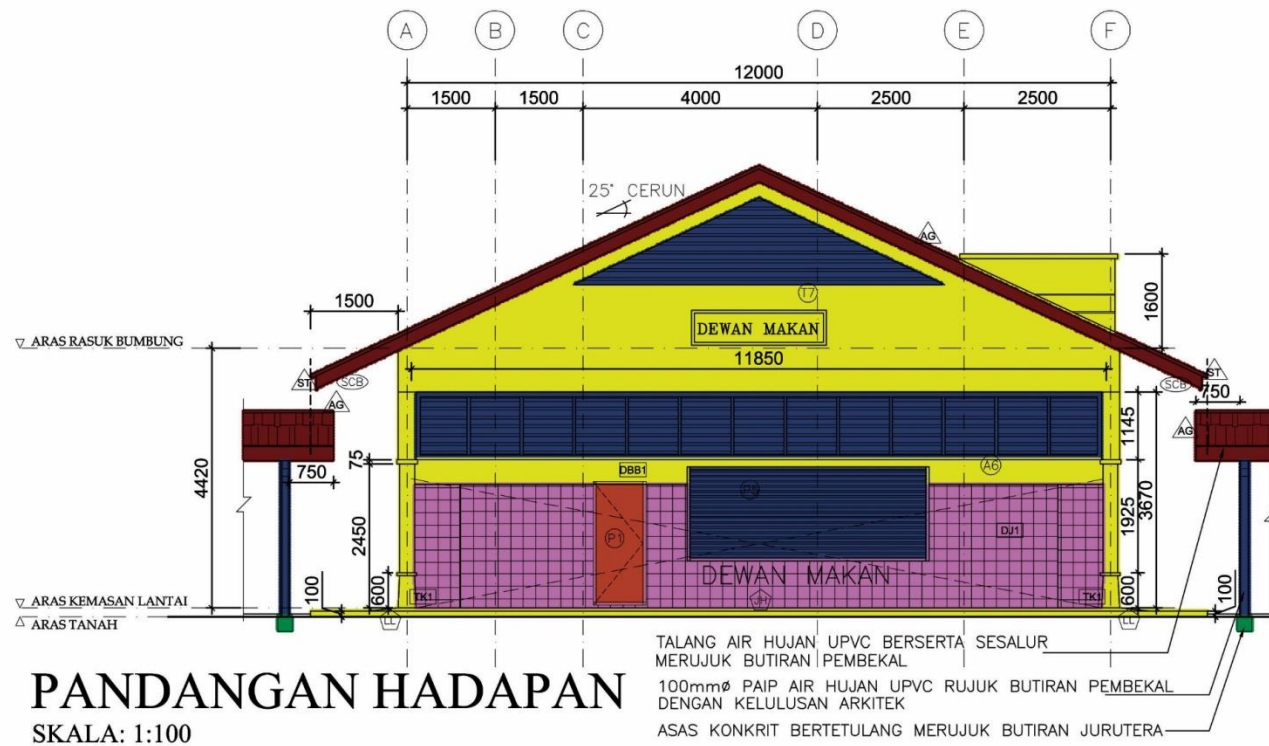 A
B
C
D
E
F
12000
1500
1500
4000
2500
2500
25° CERUN
AG
1500
T7
1600
DEWAN MAKAN
ARAS RASUK BUMBUNG
11850
ST
SCB
SCB
ST
750
AG
AG
1145
75
DBB1
A6
750
4420
3670
1925
2450
P1
DJ1
DEWAN MAKAN
600
100
TK1
JH
TK1
600
100
ARAS KEMASAN LANTAI
ARAS TANAH
LL
LL
TALANG AIR HUJAN UPVC BERSERTA SESALUR
MERUJUK BUTIRAN PEMBEKAL
100mmø PAIP AIR HUJAN UPVC RUJUK BUTIRAN PEMBEKAL
DENGAN KELULUSAN ARKITEK
ASAS KONKRIT BERTETULANG MERUJUK BUTIRAN JURUTERA
PANDANGAN HADAPAN
SKALA: 1:100